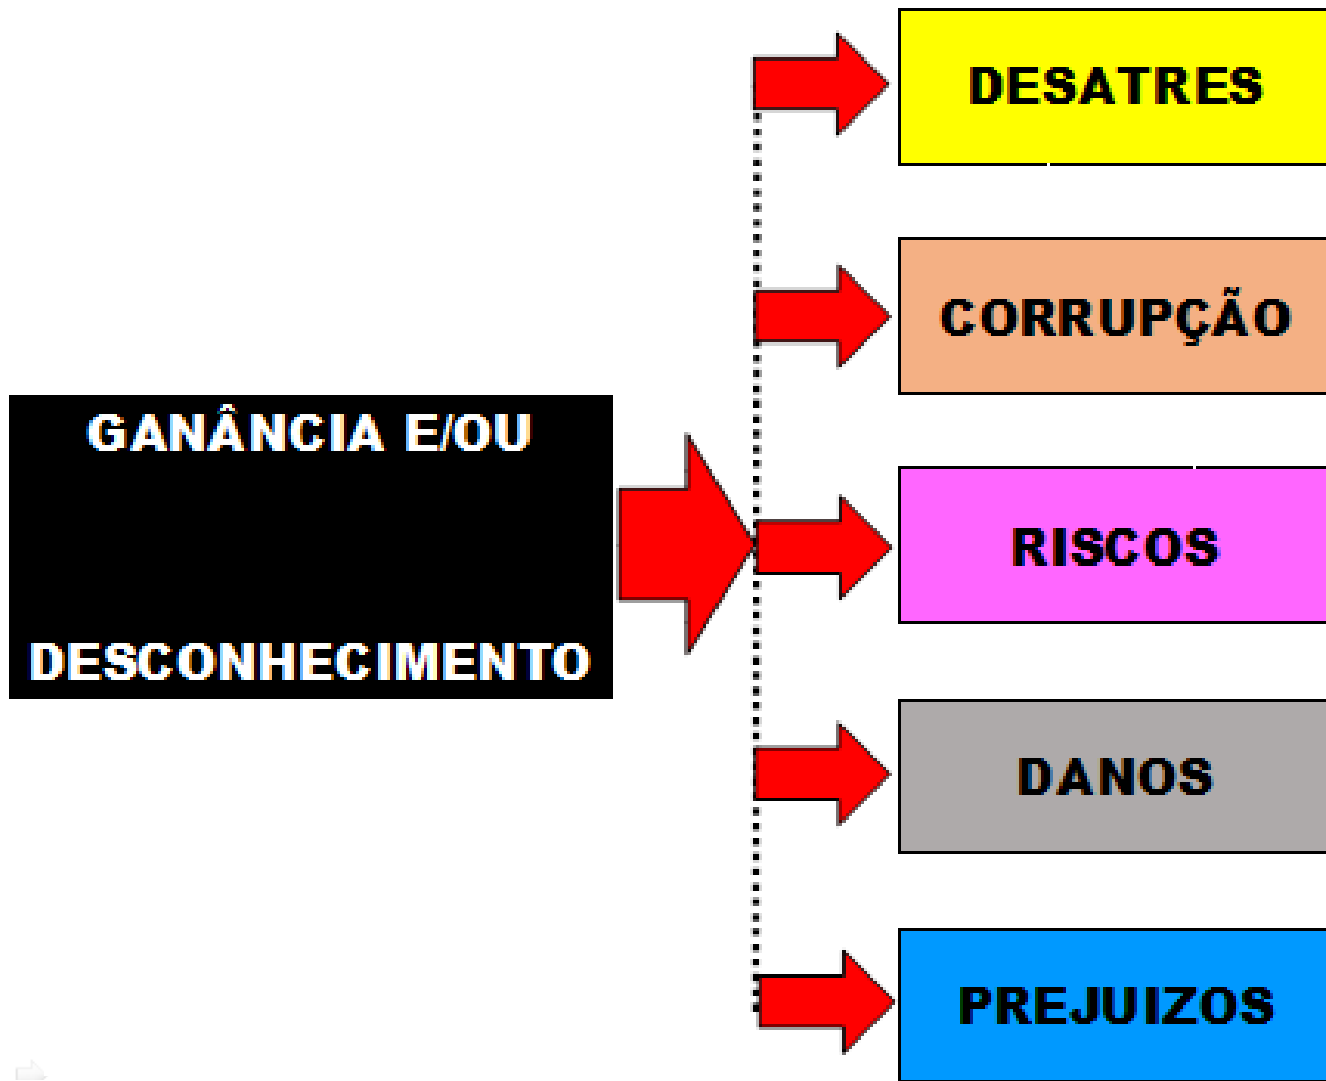 GANÂNCIA E/OU
DESCONHECIMENTO
DESATRES
CORRUPÇÃO
RISCOS
DANOS
PREJUIZOS